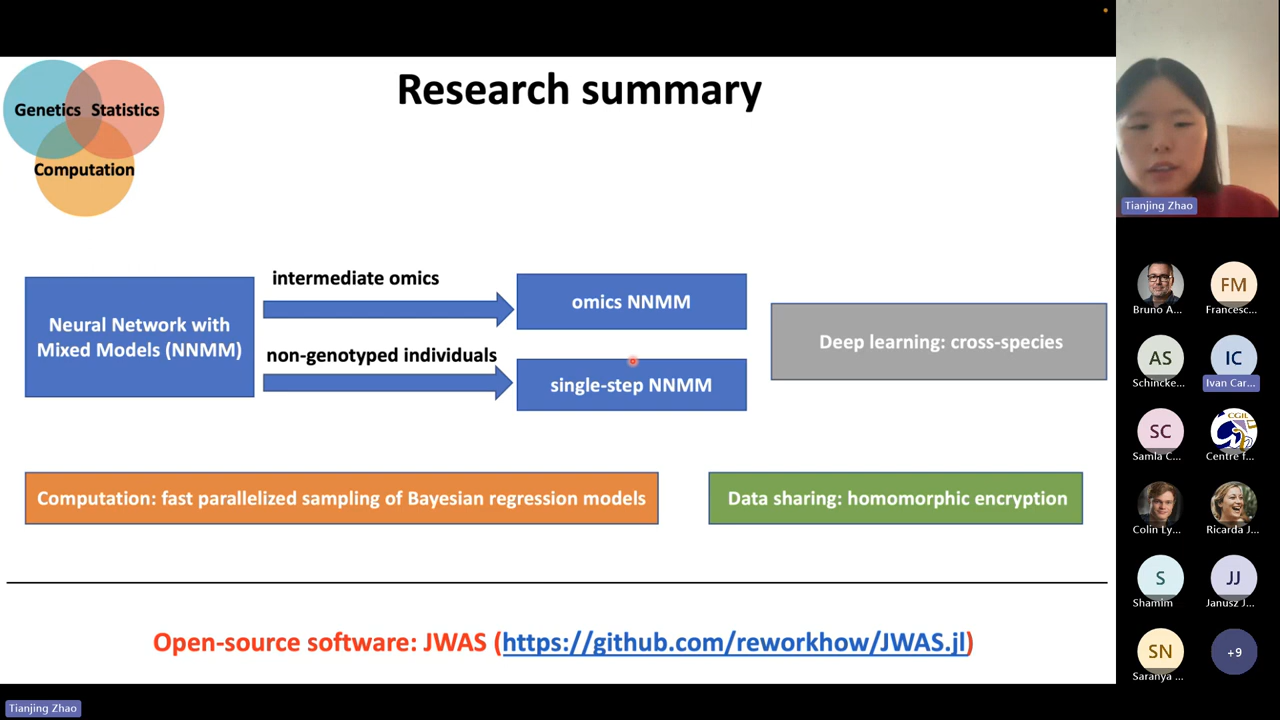 Research summary
Genetics Statistics
Computation
intermediate omics
Neural Network with
Mixed Models (NNMM)
omics NNMM
non-genotyped individuals
single-step NNMM
Deep learning: cross-species
Computation: fast parallelized sampling of Bayesian regression models
Data sharing: homomorphic encryption
Open-source software: JWAS (https://github.com/reworkhow/JWAS.jl)
Tianjing Zhao
Bruno A...
FM
Francesc...
AS
Schincke...
IC
Ivan Car...
SC
Samla C...
CGIL
Centre f...
Colin Ly...
Ricarda J...
S
Shamim
JJ
Janusz J...
SN
Saranya ...
+9
Tianjing Zhao